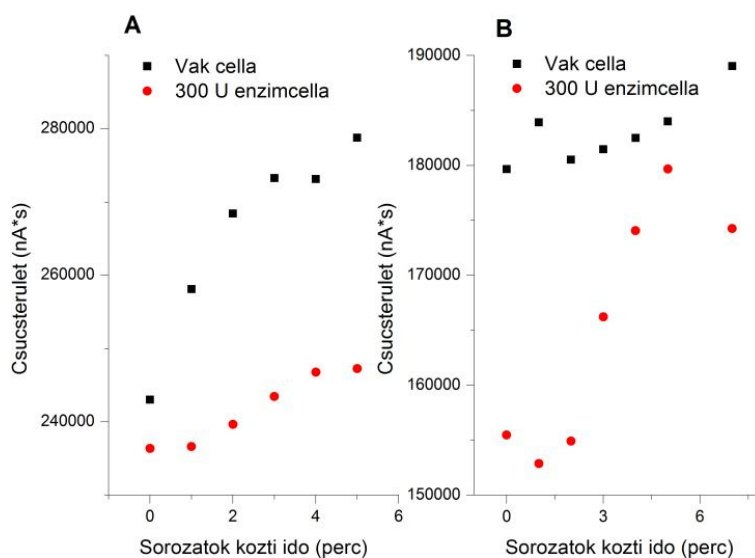 A
Vak cella
300 U enzimcella
280000
260000
240000
Csucsterulet (nA*s)
0 2 4 6
Sorozatok kozti ido (perc)
B
Vak cella
300 U enzimcella
190000
180000
170000
160000
150000
Csucsterulet (nA*s)
0 3 6
Sorozatok kozti ido (perc)